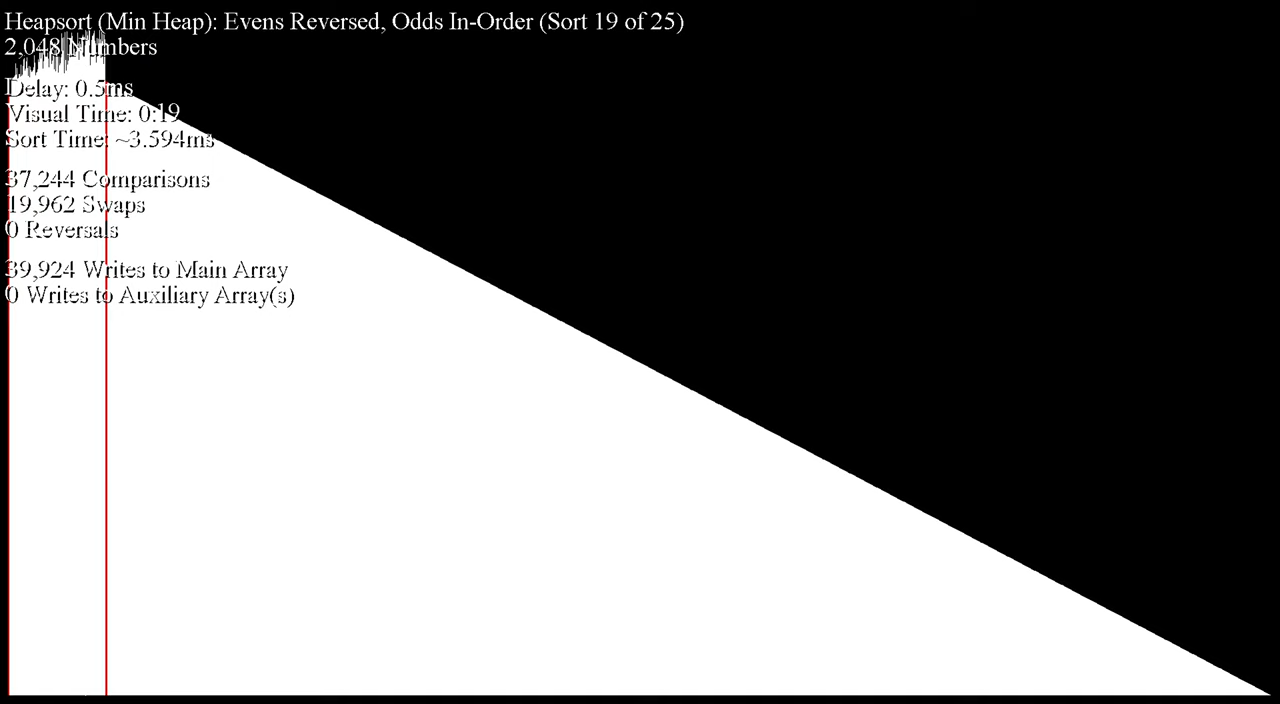 Heapsort (Min Heap): Evens Reversed, Odds In-Order (Sort 19 of 25)
2,048 Numbers
Delay: 0.5ms
Visual Time: 0:19
Sort Time: ~3.594ms
37,244 Comparisons
19,962 Swaps
0 Reversals
39,924 Writes to Main Array
0 Writes to Auxiliary Array(s)